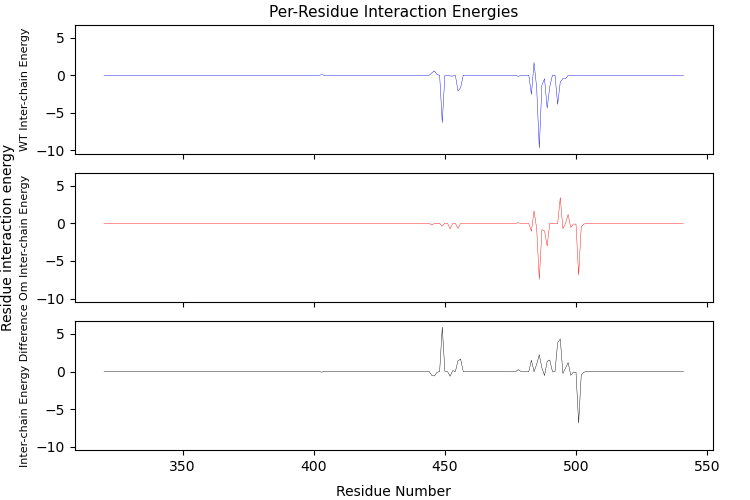 Per-Residue Interaction Energies
Residue interaction energy
WT Inter-chain Energy
5
0
−5
−10
Om Inter-chain Energy
5
0
−5
−10
Inter-chain Energy Difference
5
0
−5
−10
350
400
450
500
550
Residue Number